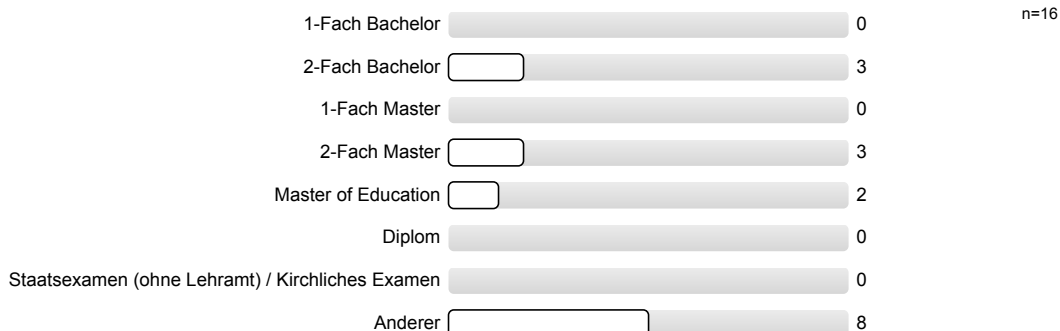 n=16
1-Fach Bachelor 0
2-Fach Bachelor 3
1-Fach Master 0
2-Fach Master 3
Master of Education 2
Diplom 0
Staatsexamen (ohne Lehramt) / Kirchliches Examen 0
Anderer 8